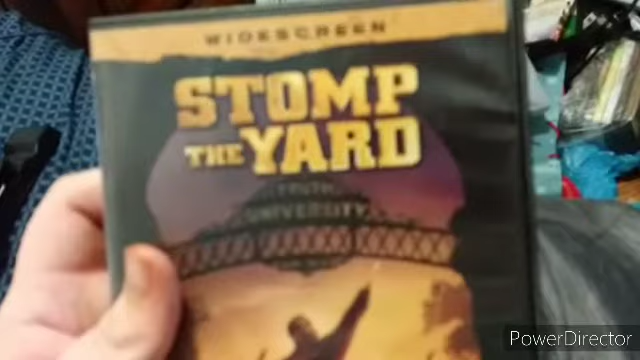 WIDESCREEN
STOMP
THE YARD
TRUTH
UNIVERSITY
PowerDirector